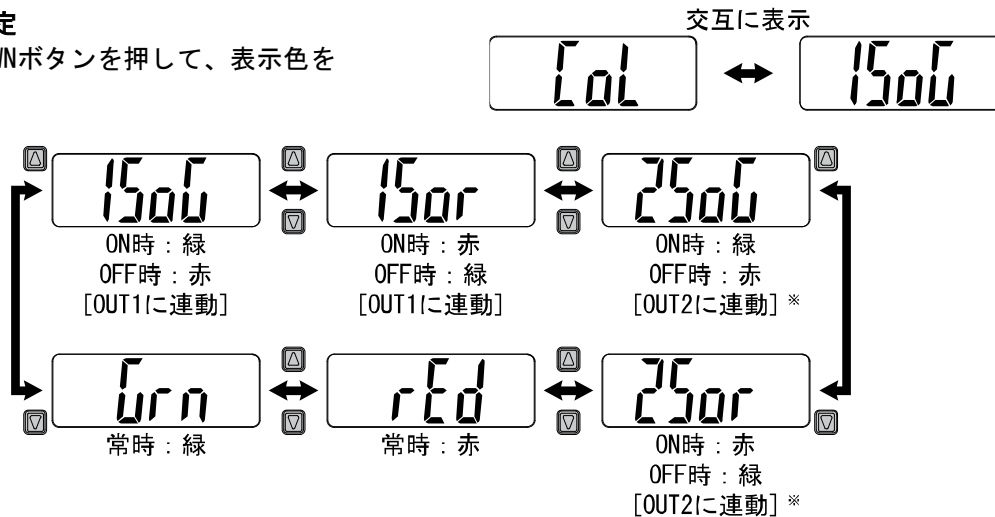 定
WNボタンを押して、表示色を
交互に表示
CoL
1SoG
1SoG
1Sor
2SoG
ON時：緑
ON時：赤
ON時：緑
OFF時：赤
OFF時：緑
OFF時：赤
[OUT1に連動]
[OUT1に連動]
[OUT2に連動]※
Grn
rEd
2Sor
常時：緑
常時：赤
ON時：赤
OFF時：緑
[OUT2に連動]※